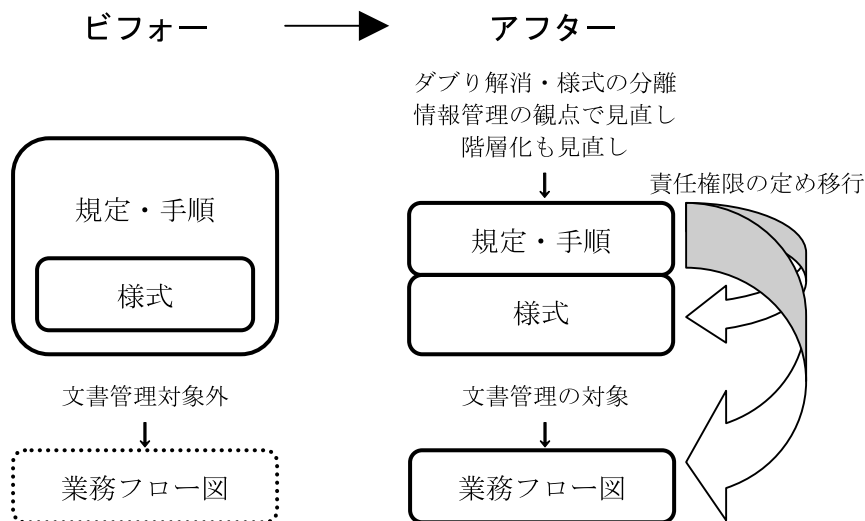 ビフォー
アフター
ダブり解消・様式の分離
情報管理の観点で見直し
階層化も見直し
責任権限の定め移行
規定・手順
様式
規定・手順
様式
文書管理対象外
文書管理の対象
業務フロー図
業務フロー図